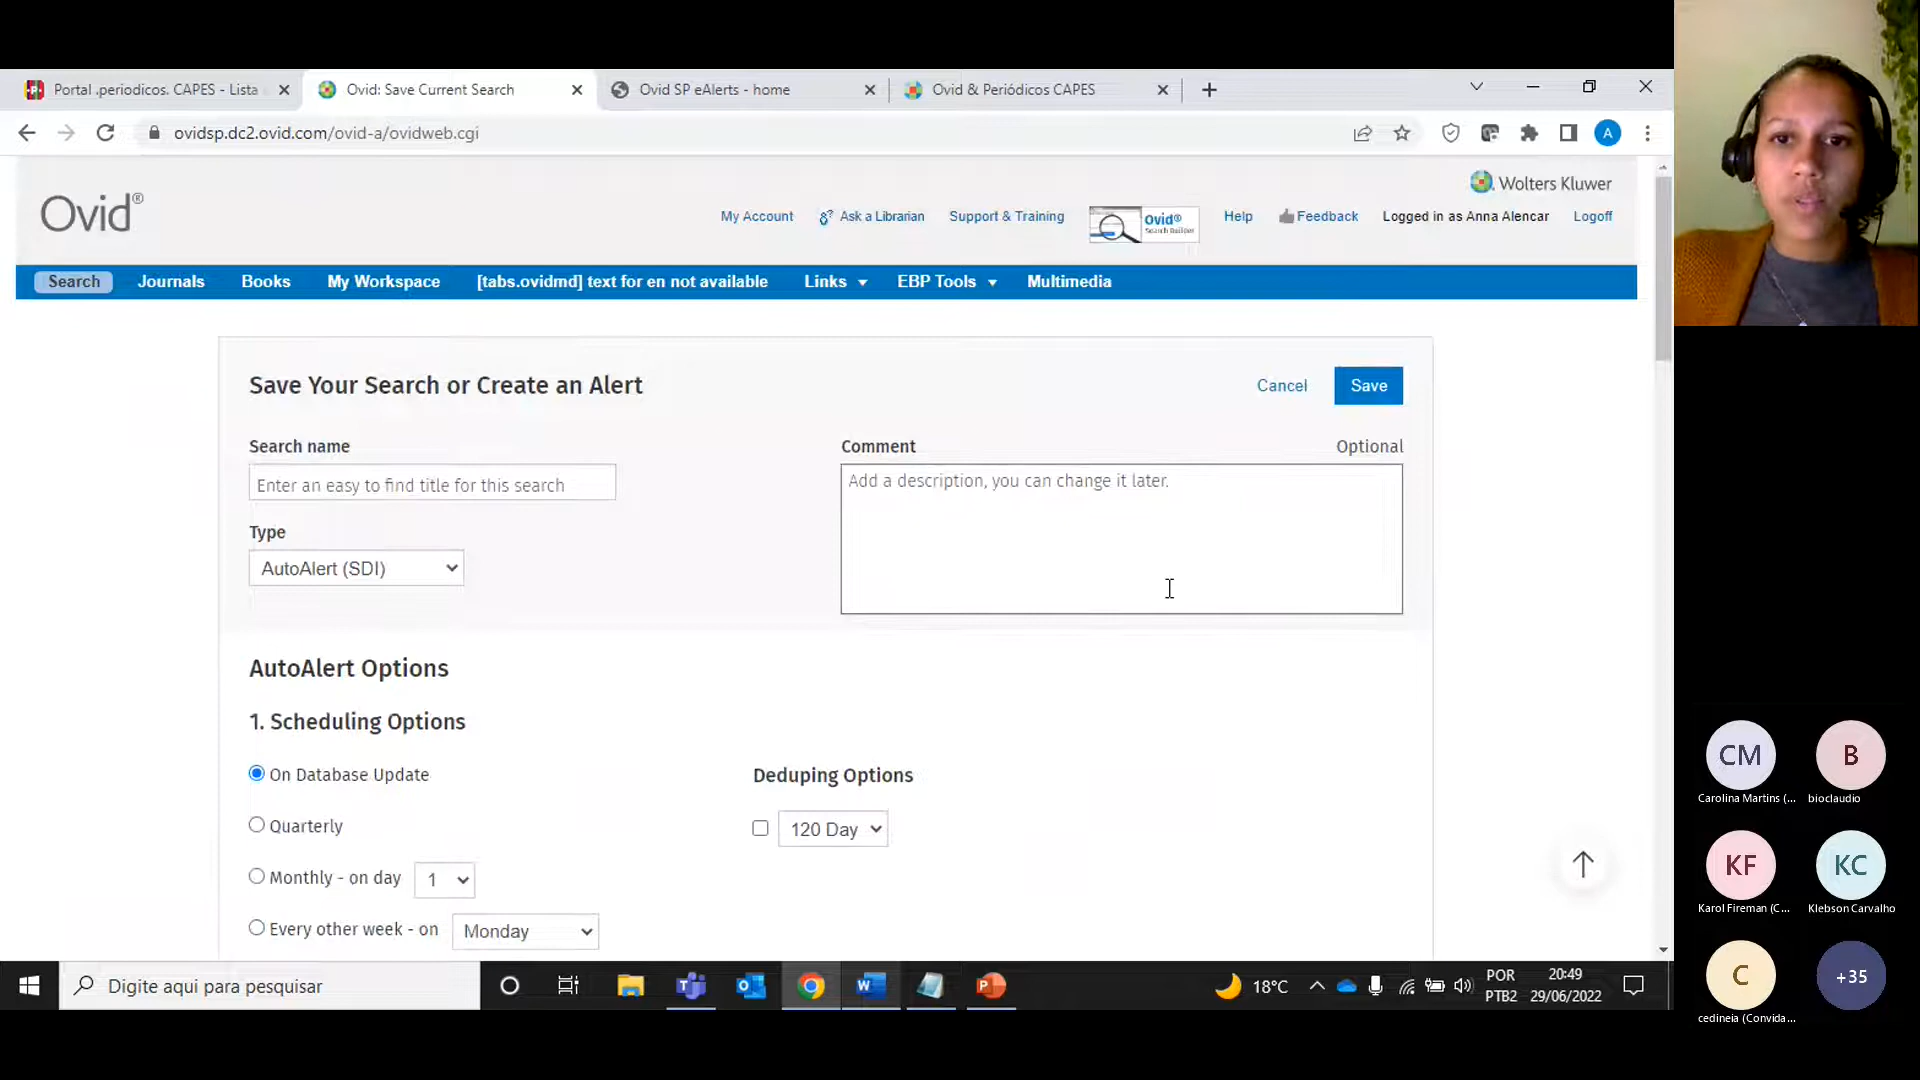 Portal .periodicos. CAPES - Lista
Ovid: Save Current Search
Ovid SP eAlerts - home
Ovid & Periódicos CAPES
ovidsp.dc2.ovid.com/ovid-a/ovidweb.cgi
A
Wolters Kluwer
Ovid®
My Account
Ask a Librarian
Support & Training
Ovid®
Search Builder
Help
Feedback
Logged in as Anna Alencar
Logoff
Search
Journals
Books
My Workspace
[tabs.ovidmd] text for en not available
Links
EBP Tools
Multimedia
Save Your Search or Create an Alert
Cancel
Save
Search name
Enter an easy to find title for this search
Comment
Optional
Add a description, you can change it later.
Type
AutoAlert (SDI)
AutoAlert Options
1. Scheduling Options
On Database Update
Deduping Options
Quarterly
120 Day
Monthly - on day
1
Every other week - on
Monday
CM
Carolina Martins (...
B
bioclaudio
KF
Karol Fireman (C...
KC
Klebson Carvalho
C
cedineia (Convida...
+35
Digite aqui para pesquisar
18°C
POR
PTB2
20:49
29/06/2022